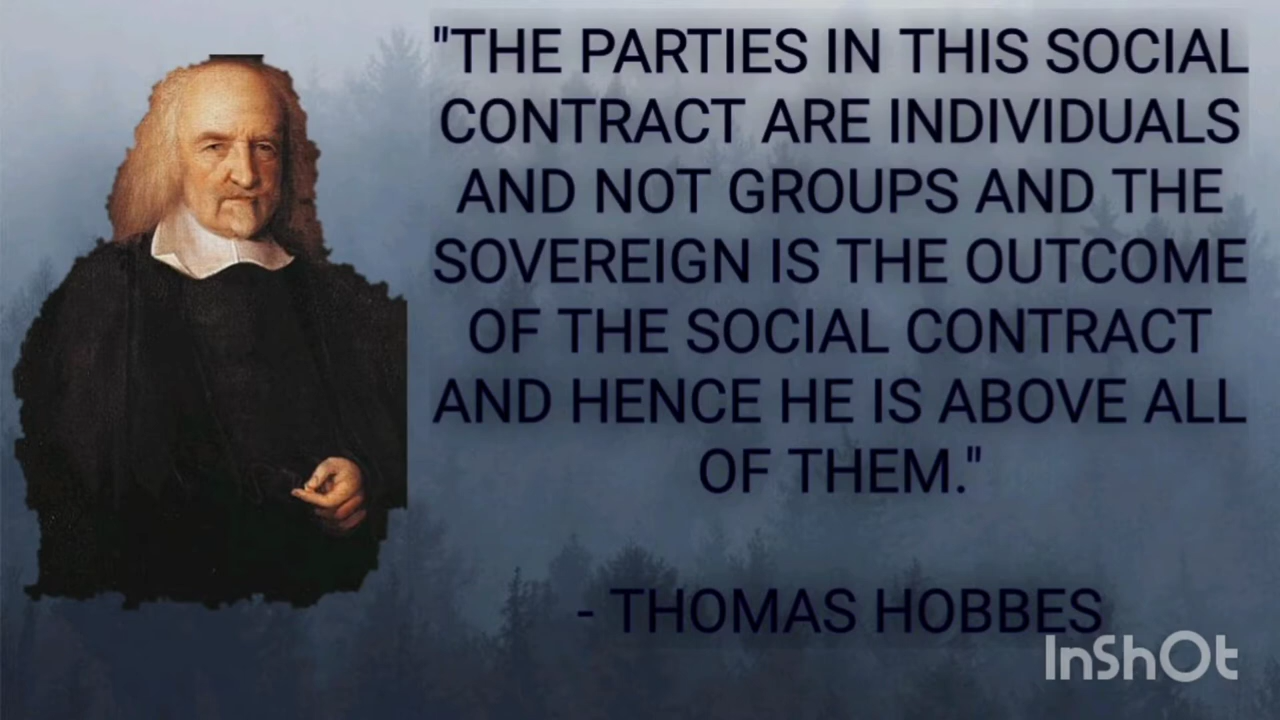 "THE PARTIES IN THIS SOCIAL
CONTRACT ARE INDIVIDUALS
AND NOT GROUPS AND THE
SOVEREIGN IS THE OUTCOME
OF THE SOCIAL CONTRACT
AND HENCE HE IS ABOVE ALL
OF THEM."
- THOMAS HOBBES
InShOt